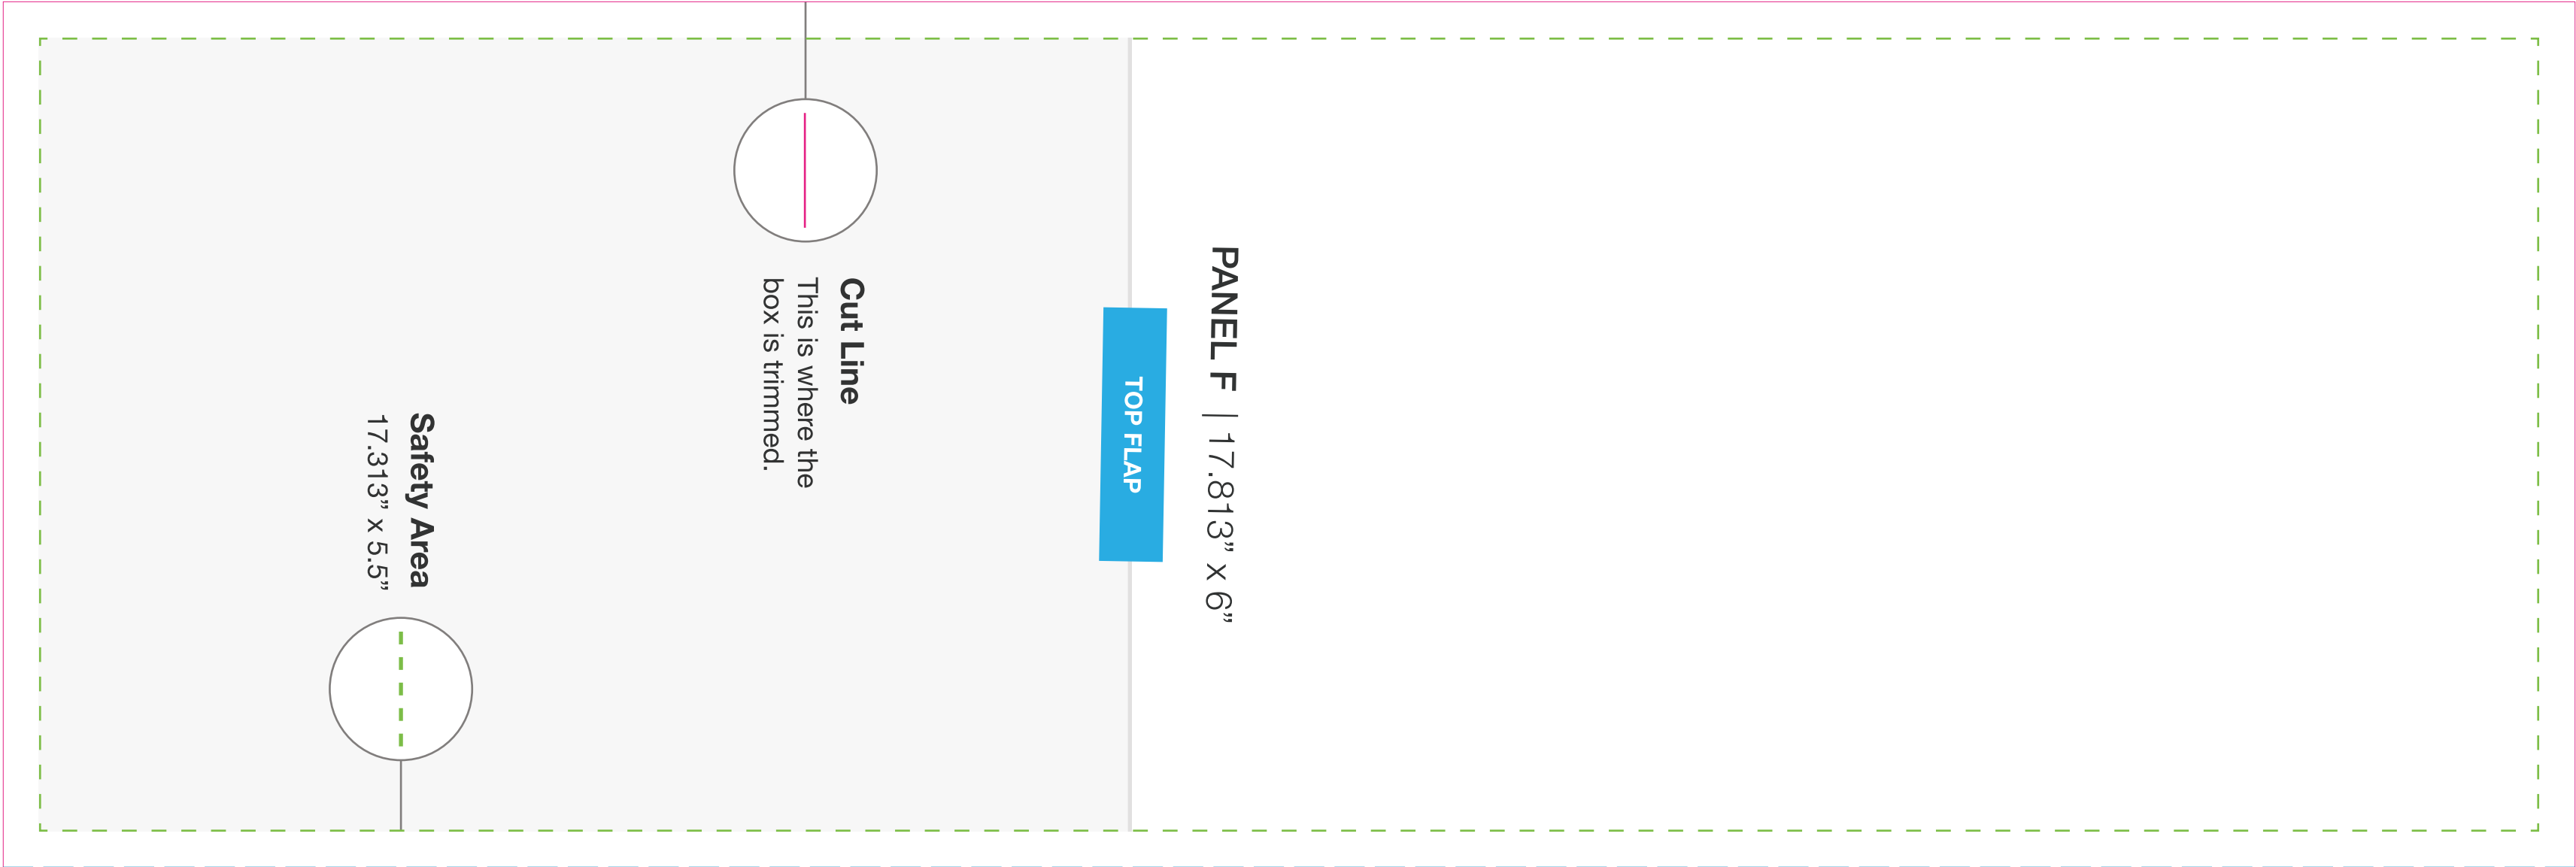 PANEL F | 17.813” x 6”
TOP FLAP
Cut Line
This is where the
box is trimmed.
Safety Area
17.313” x 5.5”